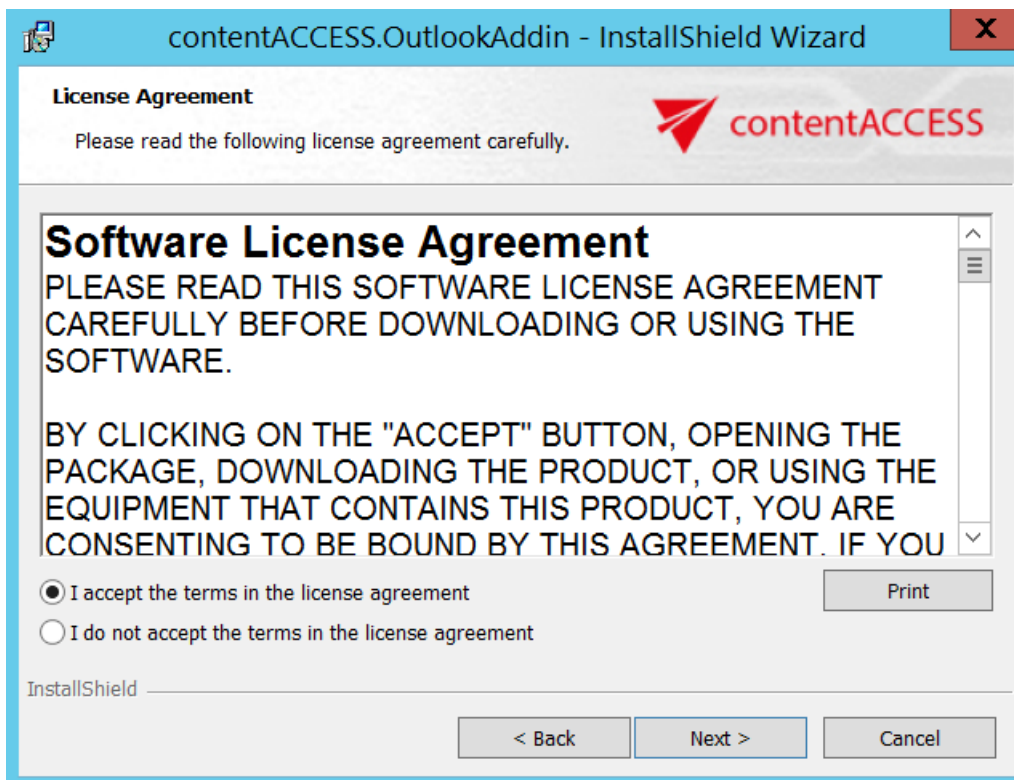 contentACCESS.OutlookAddin - InstallShield Wizard
X
License Agreement
Please read the following license agreement carefully.
contentACCESS
Software License Agreement
PLEASE READ THIS SOFTWARE LICENSE AGREEMENT
CAREFULLY BEFORE DOWNLOADING OR USING THE
SOFTWARE.
BY CLICKING ON THE "ACCEPT" BUTTON, OPENING THE
PACKAGE, DOWNLOADING THE PRODUCT, OR USING THE
EQUIPMENT THAT CONTAINS THIS PRODUCT, YOU ARE
CONSENTING TO BE BOUND BY THIS AGREEMENT. IF YOU
I accept the terms in the license agreement
Print
I do not accept the terms in the license agreement
InstallShield
< Back
Next >
Cancel